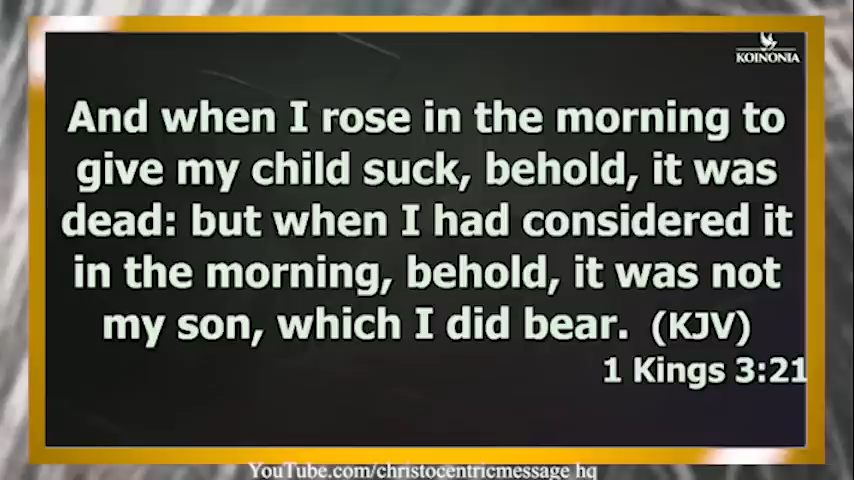 KOINONIA
And when I rose in the morning to
give my child suck, behold, it was
dead: but when I had considered it
in the morning, behold, it was not
my son, which I did bear. (KJV)
1 Kings 3:21
YouTube.com/christocentricmessage hq